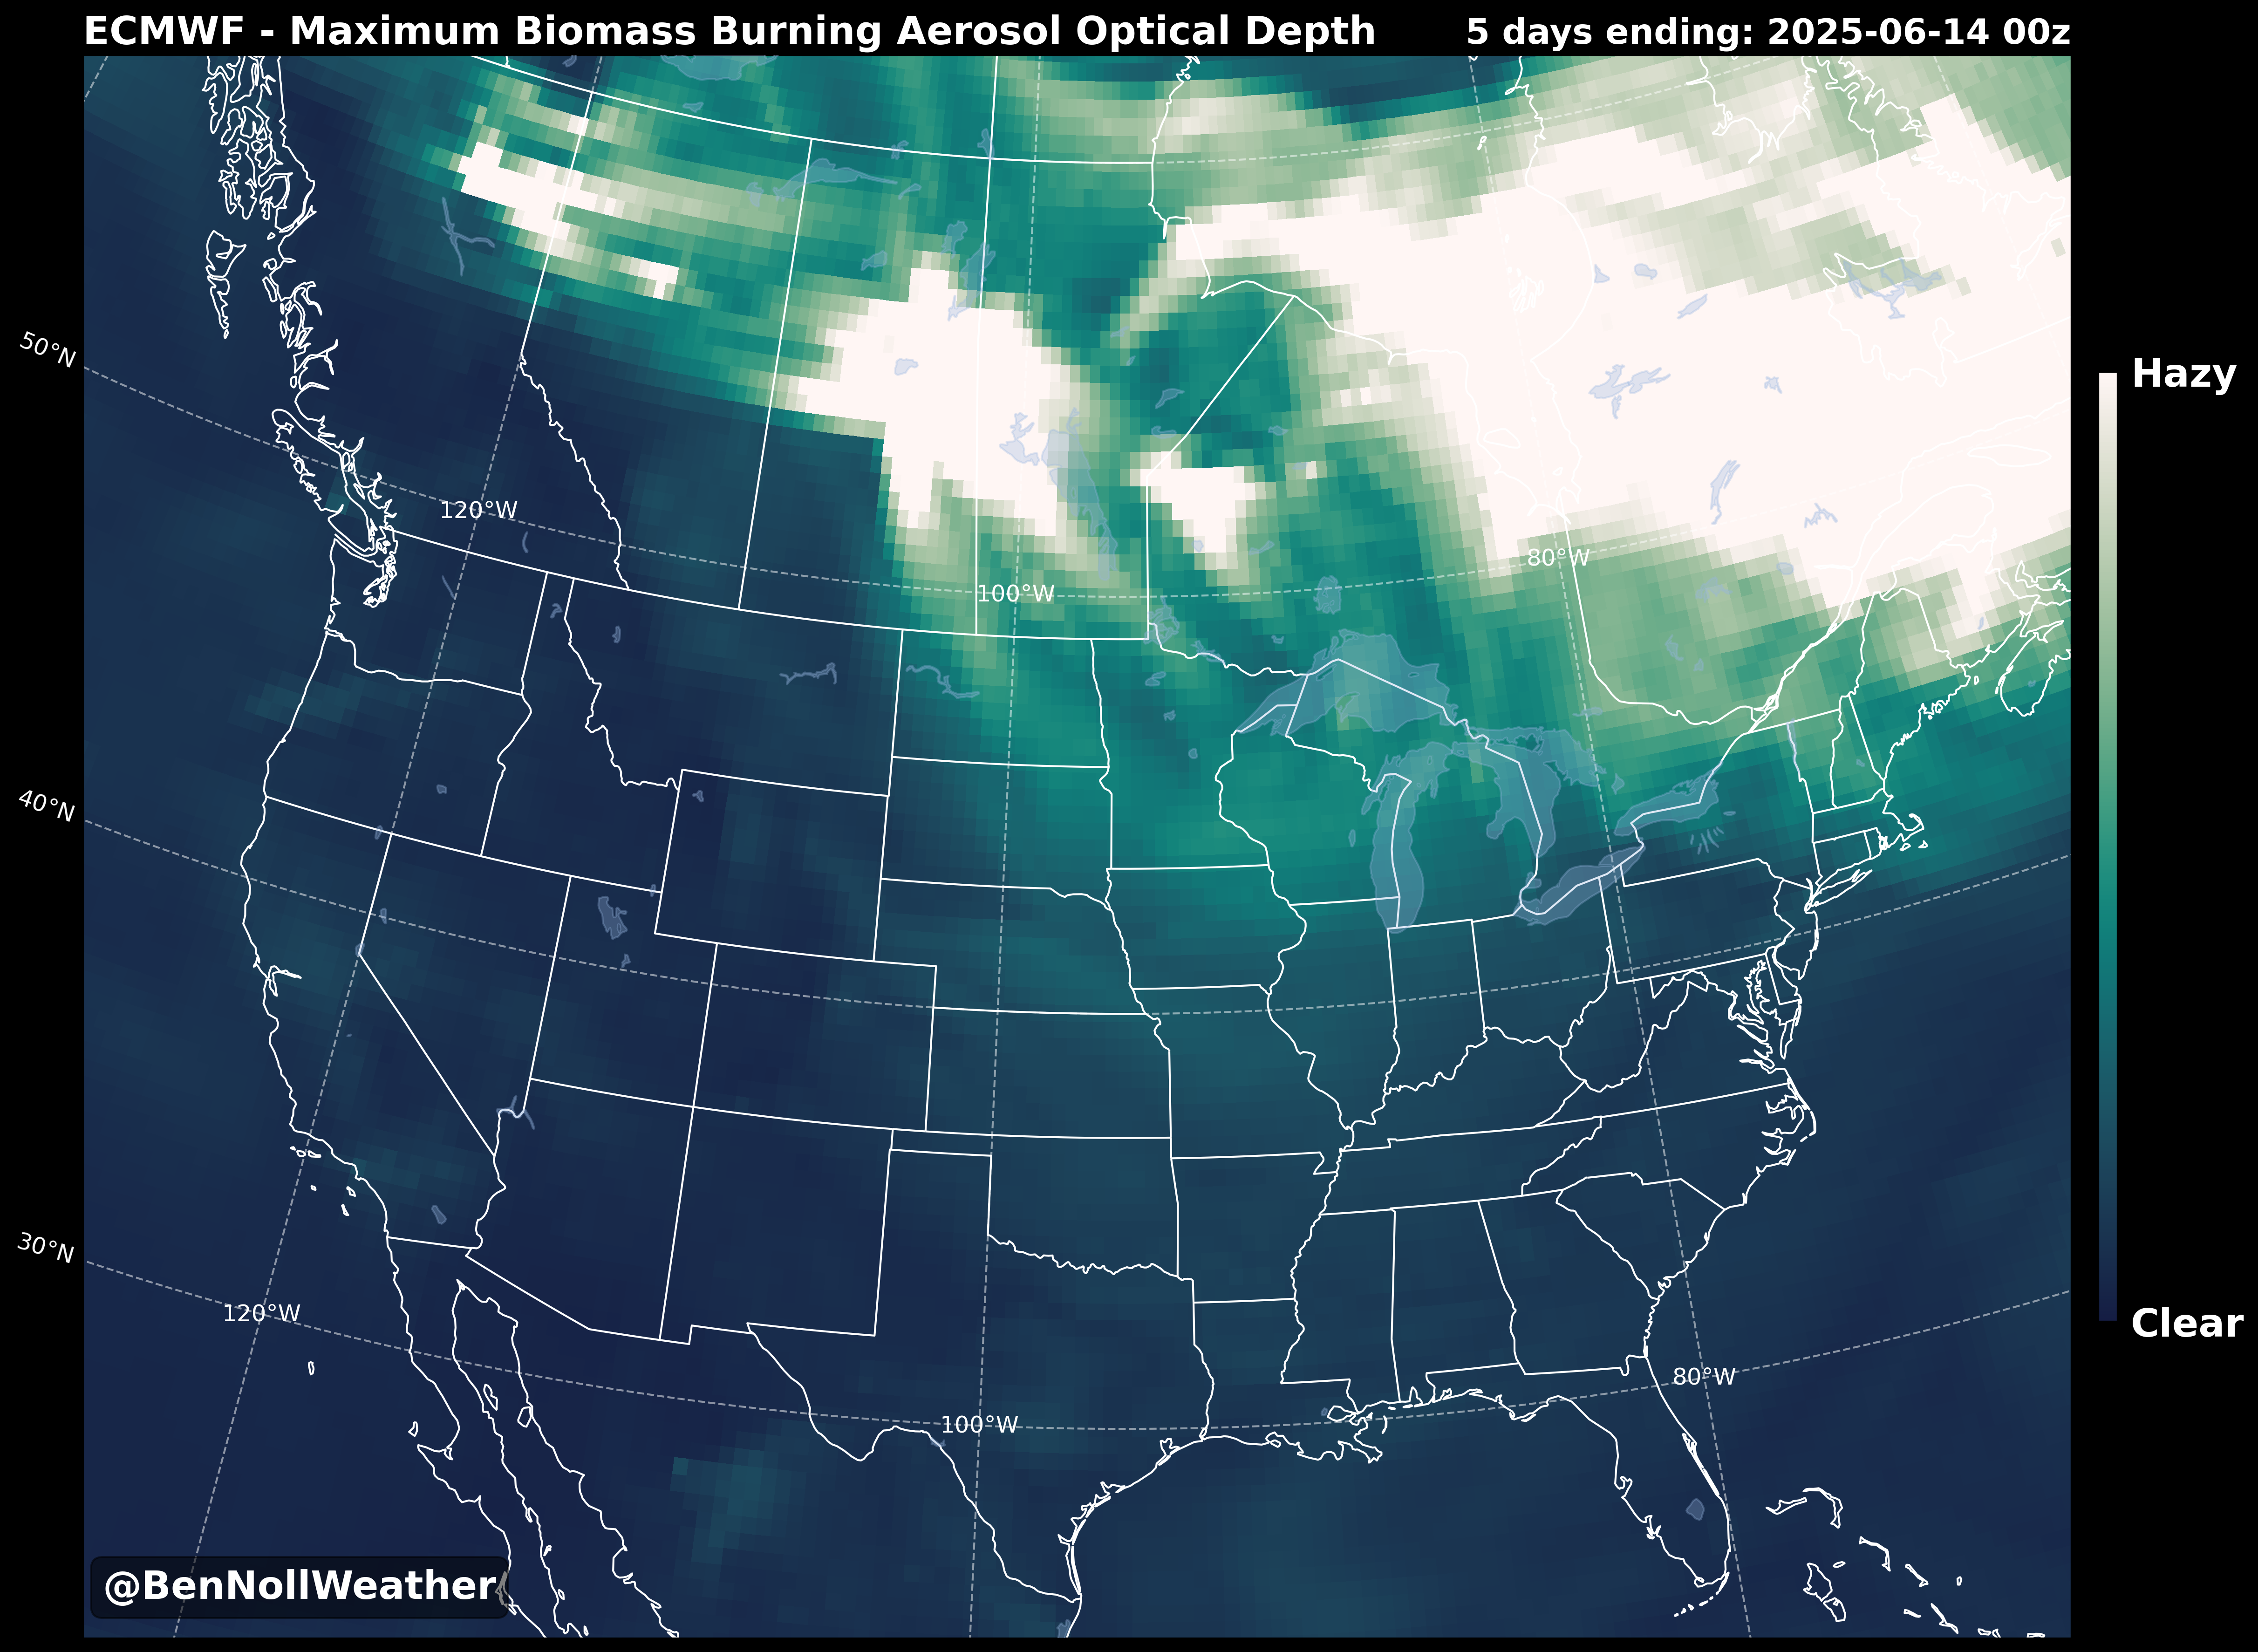 ECMWF - Maximum Biomass Burning Aerosol Optical Depth
5 days ending: 2025-06-14 00z
50°N
40°N
30°N
120°W
100°W
80°W
120°W
100°W
80°W
Hazy
Clear
@BenNollWeather